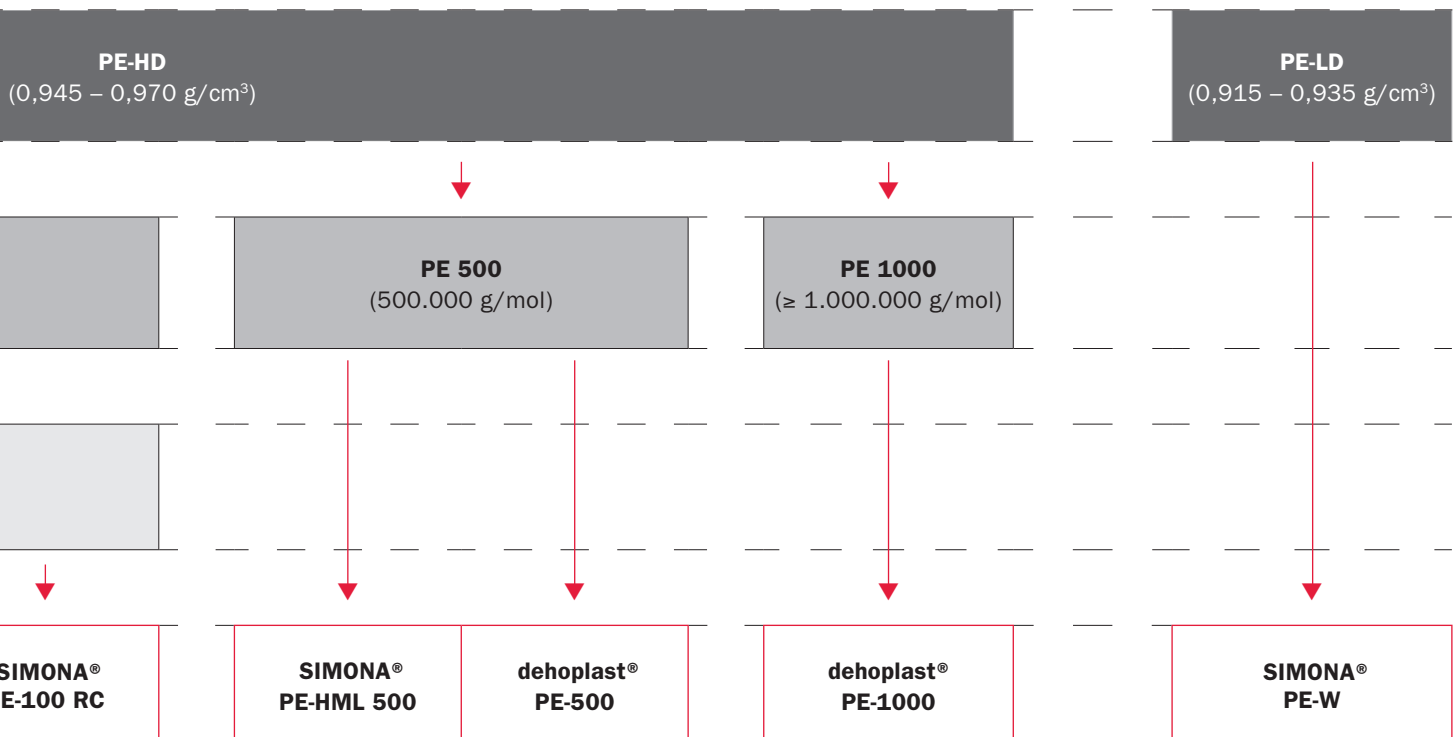 PE-HD
(0,945 – 0,970 g/cm³)
PE-LD
(0,915 – 0,935 g/cm³)
PE 500
(500.000 g/mol)
PE 1000
(≥ 1.000.000 g/mol)
SIMONA®
E-100 RC
SIMONA®
PE-HML 500
dehoplast®
PE-500
dehoplast®
PE-1000
SIMONA®
PE-W